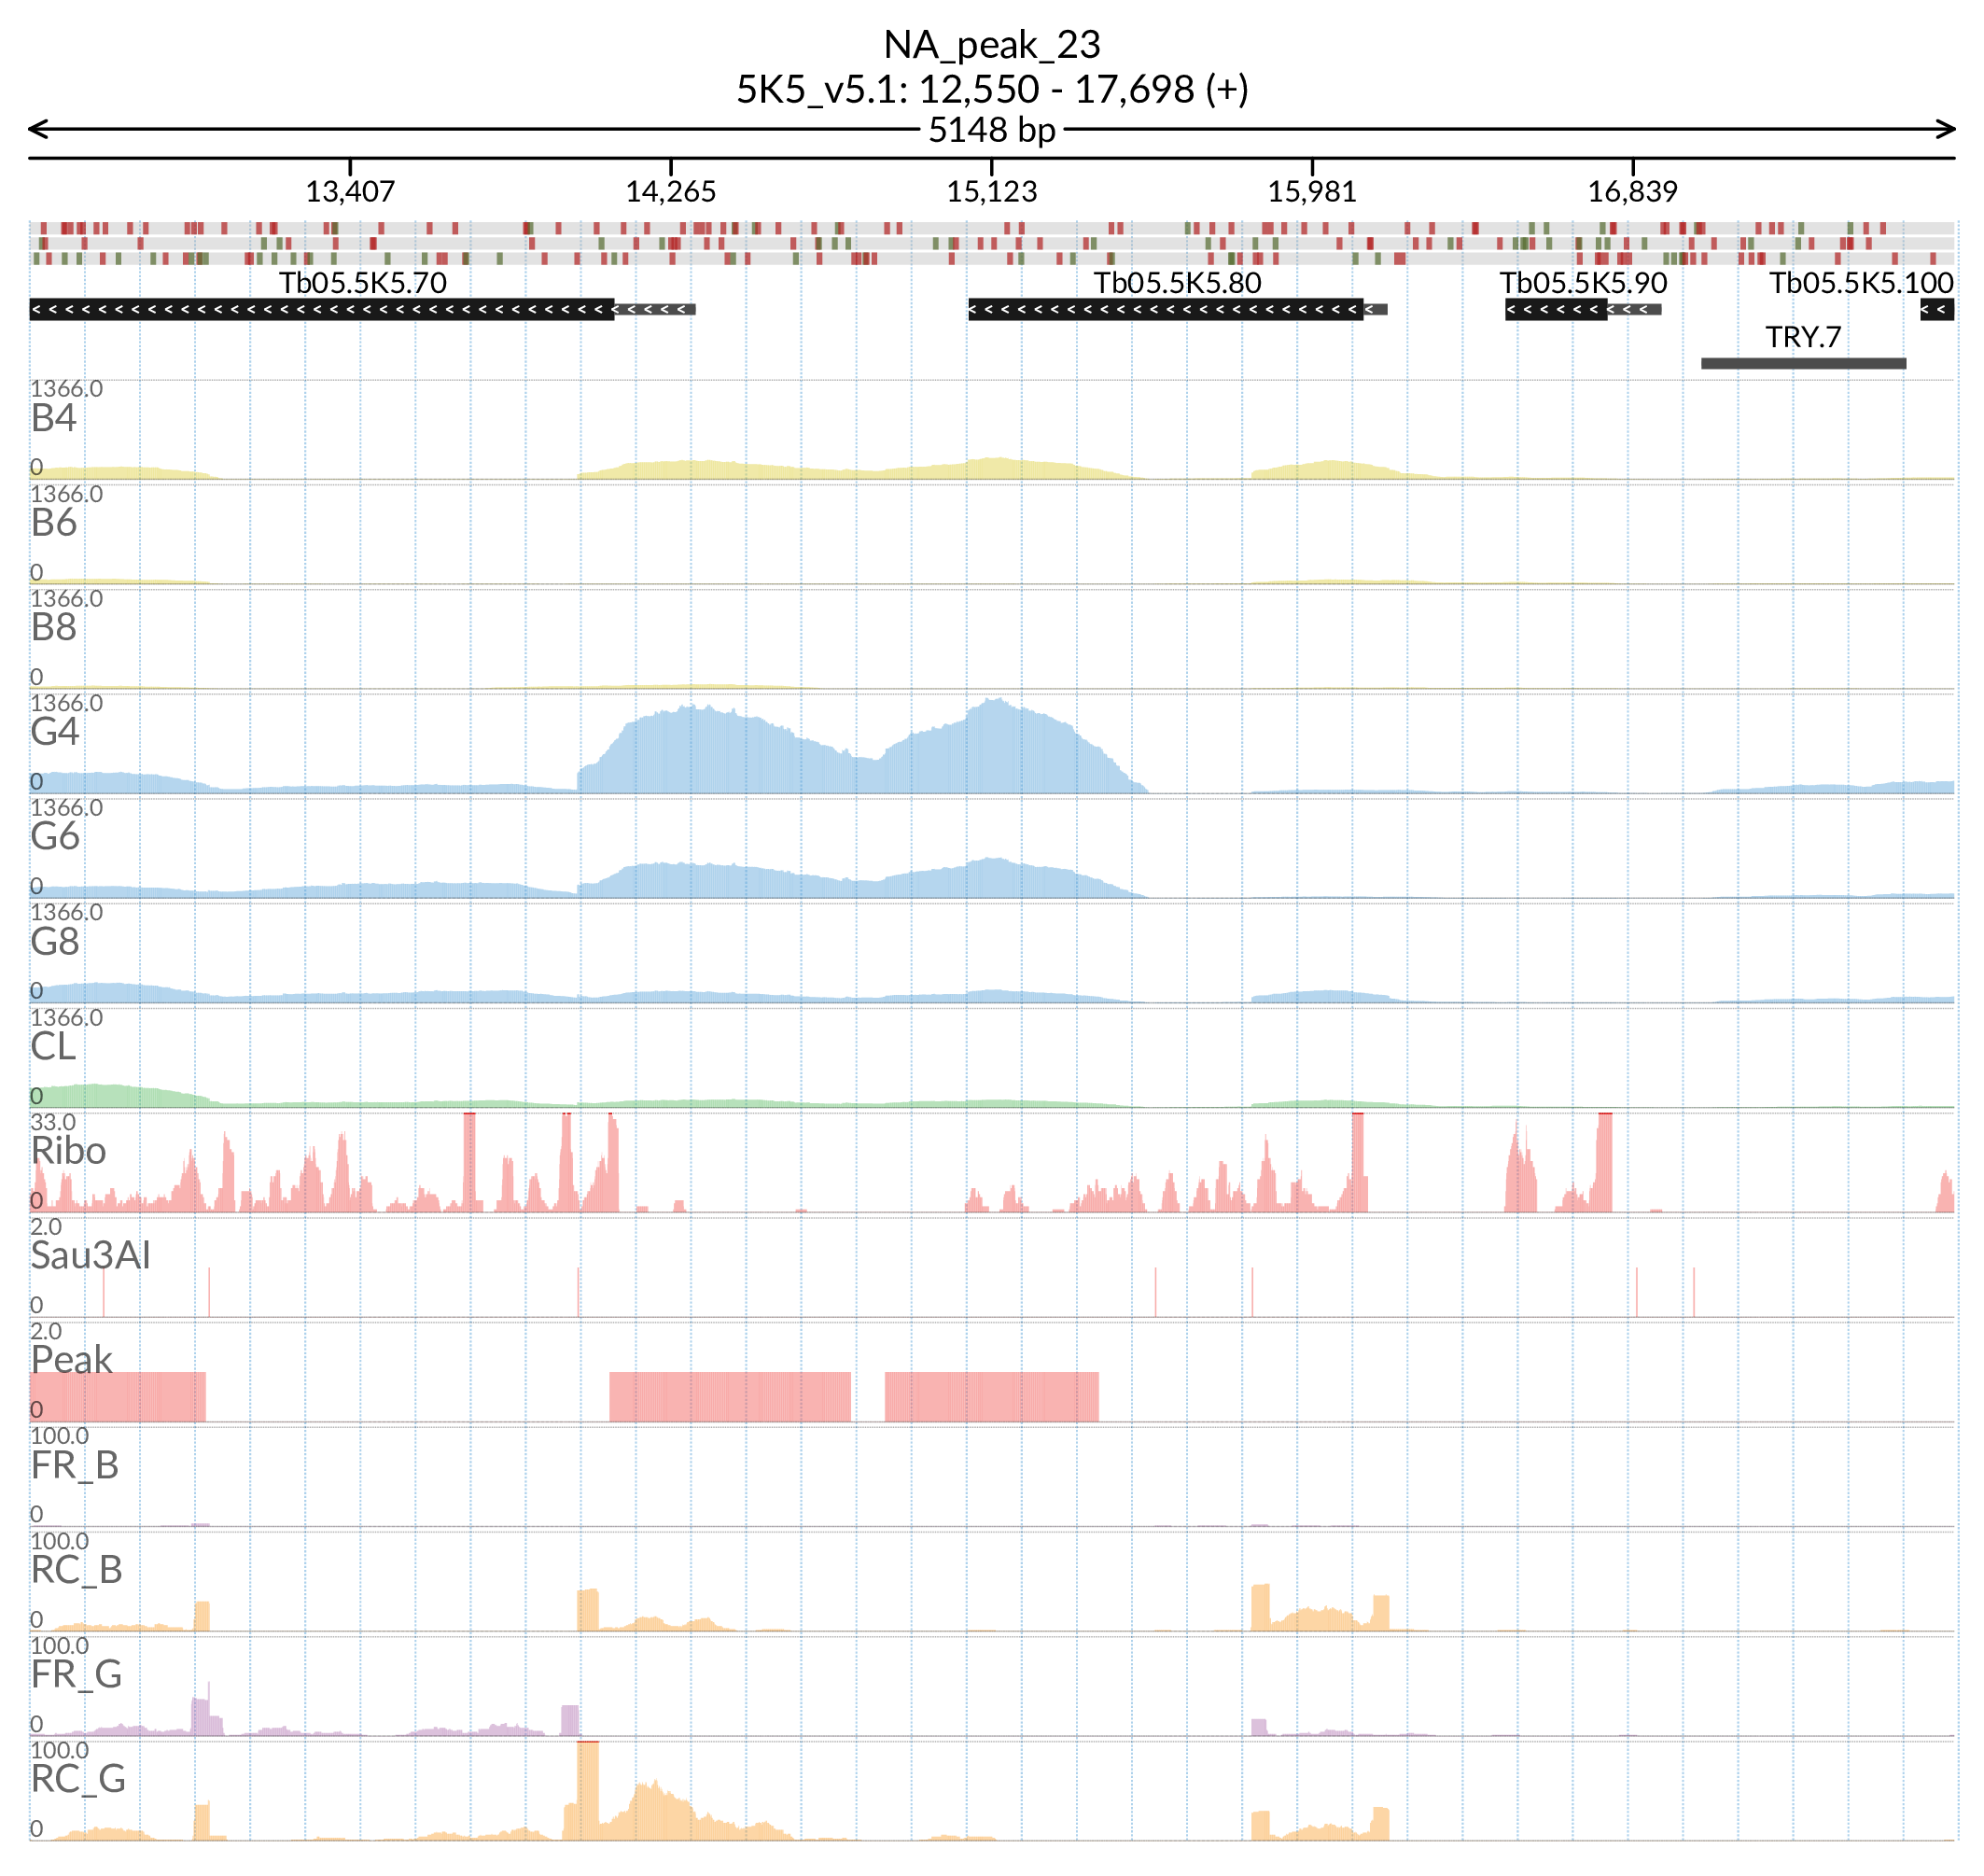 NA_peak_23
5K5_v5.1: 12,550 - 17,698 (+)
5148 bp
13,407 14,265 15,123 15,981 16,839
Tb05.5K5.70 Tb05.5K5.80 Tb05.5K5.90 Tb05.5K5.100
TRY.7
1366.0
B4
0
1366.0
B6
0
1366.0
B8
0
1366.0
G4
0
1366.0
G6
0
1366.0
G8
0
1366.0
CL
0
33.0
Ribo
0
2.0
Sau3AI
0
2.0
Peak
0
100.0
FR_B
0
100.0
RC_B
0
100.0
FR_G
0
100.0
RC_G
0